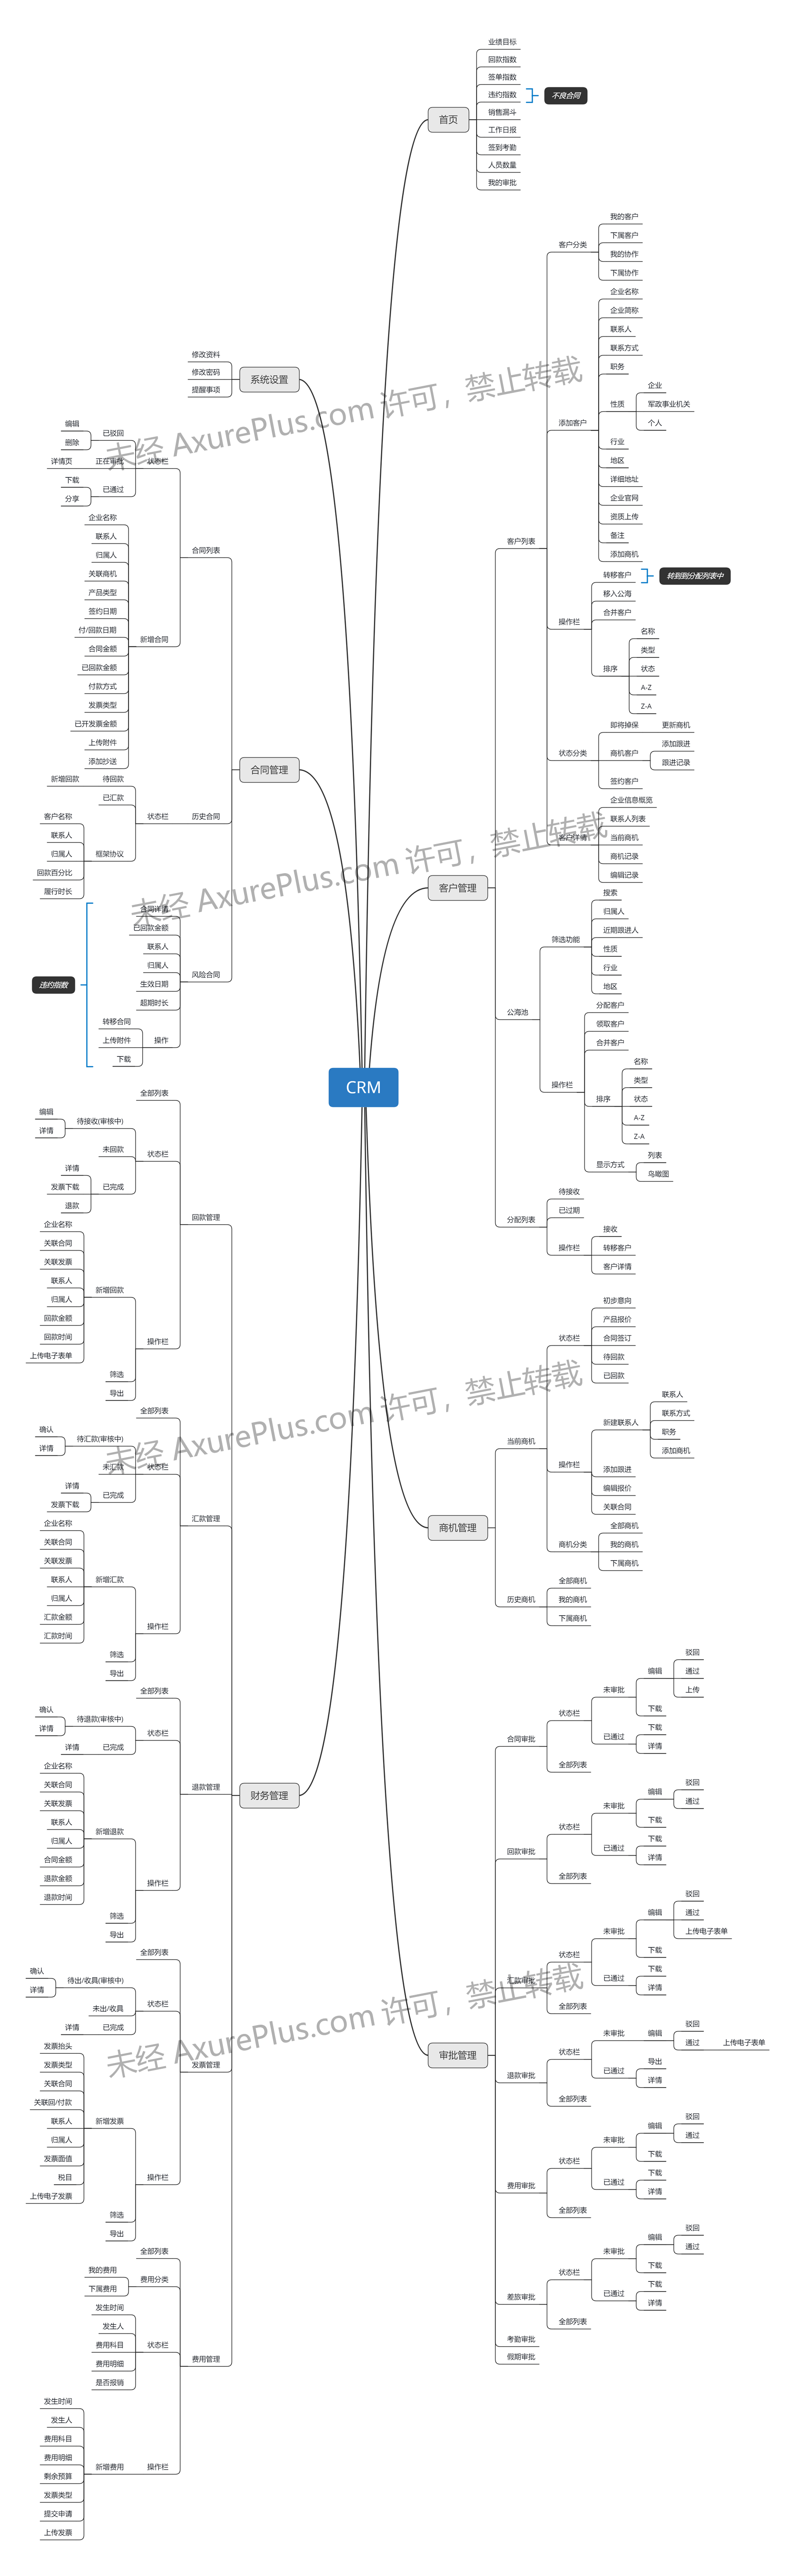 CRM
首页
业绩目标
回款指数
签单指数
违约指数
不良合同
销售漏斗
工作日报
签到考勤
人员数量
我的审批
客户管理
客户列表
客户分类
我的客户
下属客户
我的协作
下属协作
添加客户
企业名称
企业简称
联系人
联系方式
职务
性质
企业
军政事业机关
个人
行业
地区
详细地址
企业官网
资质上传
备注
添加商机
操作栏
转移客户
转到到分配列表中
移入公海
合并客户
排序
名称
类型
状态
A-Z
Z-A
状态分类
即将掉保
更新商机
商机客户
添加跟进
跟进记录
签约客户
客户详情
企业信息概览
联系人列表
当前商机
商机记录
编辑记录
公海池
筛选功能
搜索
归属人
近期跟进人
性质
行业
地区
操作栏
分配客户
领取客户
合并客户
排序
名称
类型
状态
A-Z
Z-A
显示方式
列表
鸟瞰图
分配列表
待接收
已过期
操作栏
接收
转移客户
客户详情
商机管理
当前商机
状态栏
初步意向
产品报价
合同签订
待回款
已回款
操作栏
新建联系人
联系人
联系方式
职务
添加商机
添加跟进
编辑报价
关联合同
商机分类
全部商机
我的商机
下属商机
历史商机
全部商机
我的商机
下属商机
审批管理
合同审批
状态栏
未审批
编辑
驳回
通过
上传
下载
已通过
下载
详情
全部列表
回款审批
状态栏
未审批
编辑
驳回
通过
下载
已通过
下载
详情
全部列表
汇款审批
状态栏
未审批
编辑
驳回
通过
上传电子表单
下载
已通过
下载
详情
全部列表
退款审批
状态栏
未审批
编辑
驳回
通过
上传电子表单
已通过
导出
详情
全部列表
费用审批
状态栏
未审批
编辑
驳回
通过
下载
已通过
下载
详情
全部列表
差旅审批
状态栏
未审批
编辑
驳回
通过
下载
已通过
下载
详情
全部列表
考勤审批
假期审批
系统设置
修改资料
修改密码
提醒事项
合同管理
合同列表
状态栏
已驳回
编辑
删除
正在审批
详情页
已通过
下载
分享
新增合同
企业名称
联系人
归属人
关联商机
产品类型
签约日期
付/回款日期
合同金额
已回款金额
付款方式
发票类型
已开发票金额
上传附件
添加抄送
历史合同
状态栏
待回款
新增回款
已汇款
框架协议
客户名称
联系人
归属人
回款百分比
履行时长
风险合同
合同详情
已回款金额
联系人
归属人
生效日期
超期时长
操作
转移合同
上传附件
下载
违约指数
财务管理
回款管理
全部列表
状态栏
待接收(审核中)
编辑
详情
未回款
已完成
详情
发票下载
退款
操作栏
新增回款
企业名称
关联合同
关联发票
联系人
归属人
回款金额
回款时间
上传电子表单
筛选
导出
汇款管理
全部列表
状态栏
待汇款(审核中)
确认
详情
未汇款
已完成
详情
发票下载
操作栏
新增汇款
企业名称
关联合同
关联发票
联系人
归属人
汇款金额
汇款时间
筛选
导出
退款管理
全部列表
状态栏
待退款(审核中)
确认
详情
已完成
详情
操作栏
新增退款
企业名称
关联合同
关联发票
联系人
归属人
合同金额
退款金额
退款时间
筛选
导出
发票管理
全部列表
状态栏
待出/收具(审核中)
确认
详情
未出/收具
已完成
详情
操作栏
新增发票
发票抬头
发票类型
关联合同
关联回/付款
联系人
归属人
发票面值
税目
上传电子发票
筛选
导出
费用管理
全部列表
费用分类
我的费用
下属费用
状态栏
发生时间
发生人
费用科目
费用明细
是否报销
操作栏
新增费用
发生时间
发生人
费用科目
费用明细
剩余预算
发票类型
提交申请
上传发票
未经 AxurePlus.com 许可，禁止转载
未经 AxurePlus.com 许可，禁止转载
未经 AxurePlus.com 许可，禁止转载
未经 AxurePlus.com 许可，禁止转载